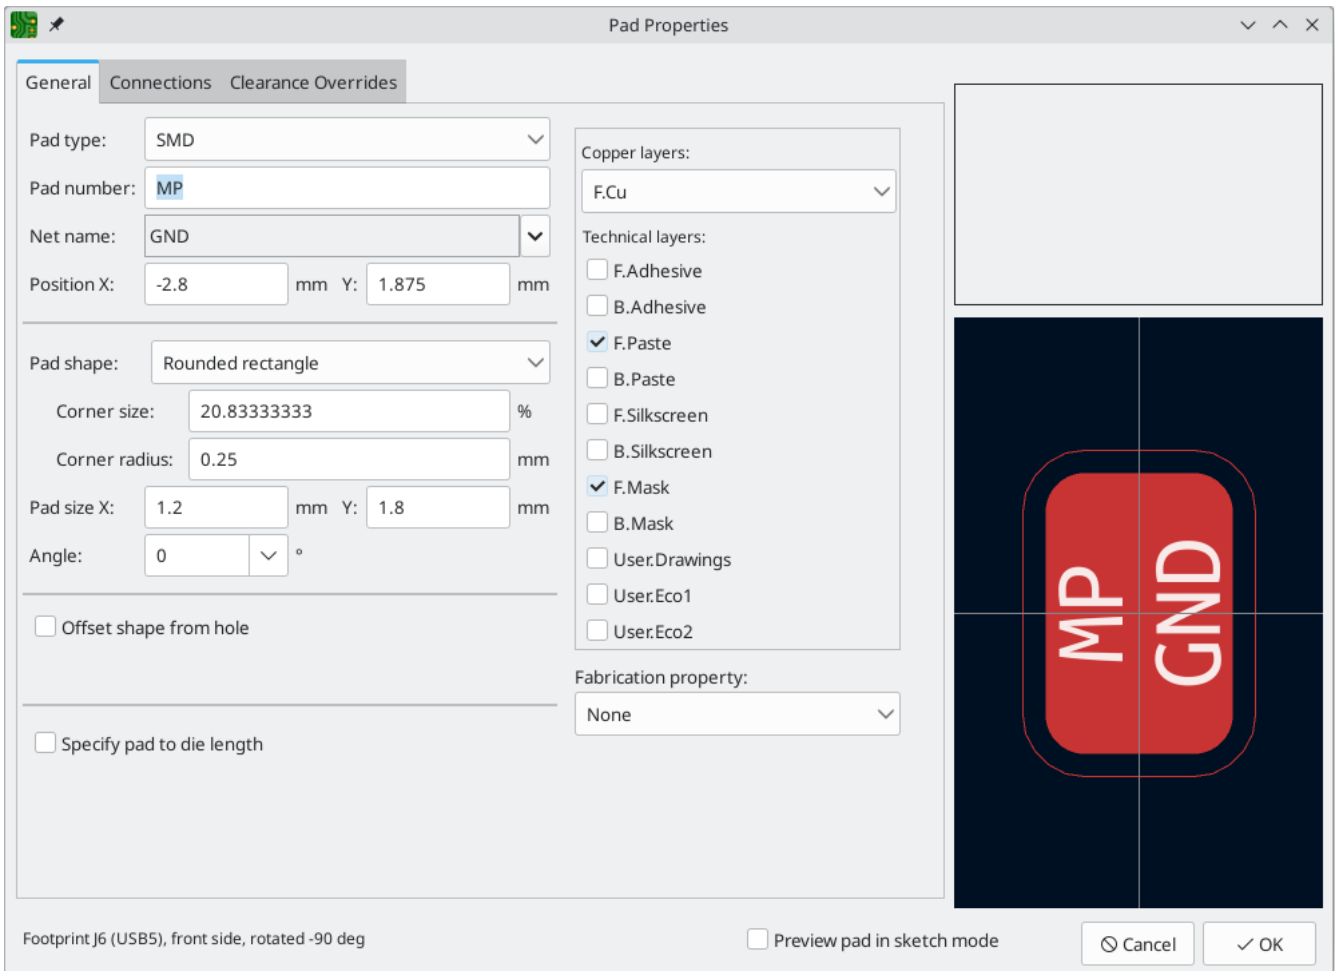 Pad Properties
General Connections Clearance Overrides
Pad type: SMD
Pad number: MP
Net name: GND
Position X: -2.8 mm Y: 1.875 mm
Pad shape: Rounded rectangle
Corner size: 20.83333333 %
Corner radius: 0.25 mm
Pad size X: 1.2 mm Y: 1.8 mm
Angle: 0 °
Offset shape from hole
Specify pad to die length
Copper layers:
F.Cu
Technical layers:
F.Adhesive
B.Adhesive
F.Paste
B.Paste
F.Silkscreen
B.Silkscreen
F.Mask
B.Mask
User.Drawings
User.Eco1
User.Eco2
Fabrication property:
None
MP
GND
Footprint J6 (USB5), front side, rotated -90 deg
Preview pad in sketch mode
Cancel
OK